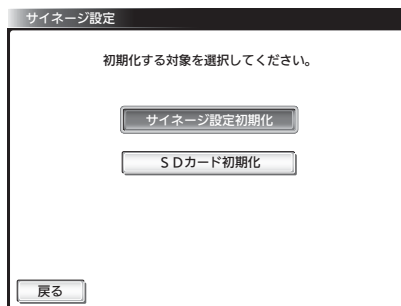 サイネージ設定
初期化する対象を選択してください。
サイネージ設定初期化
ＳＤカード初期化
戻る